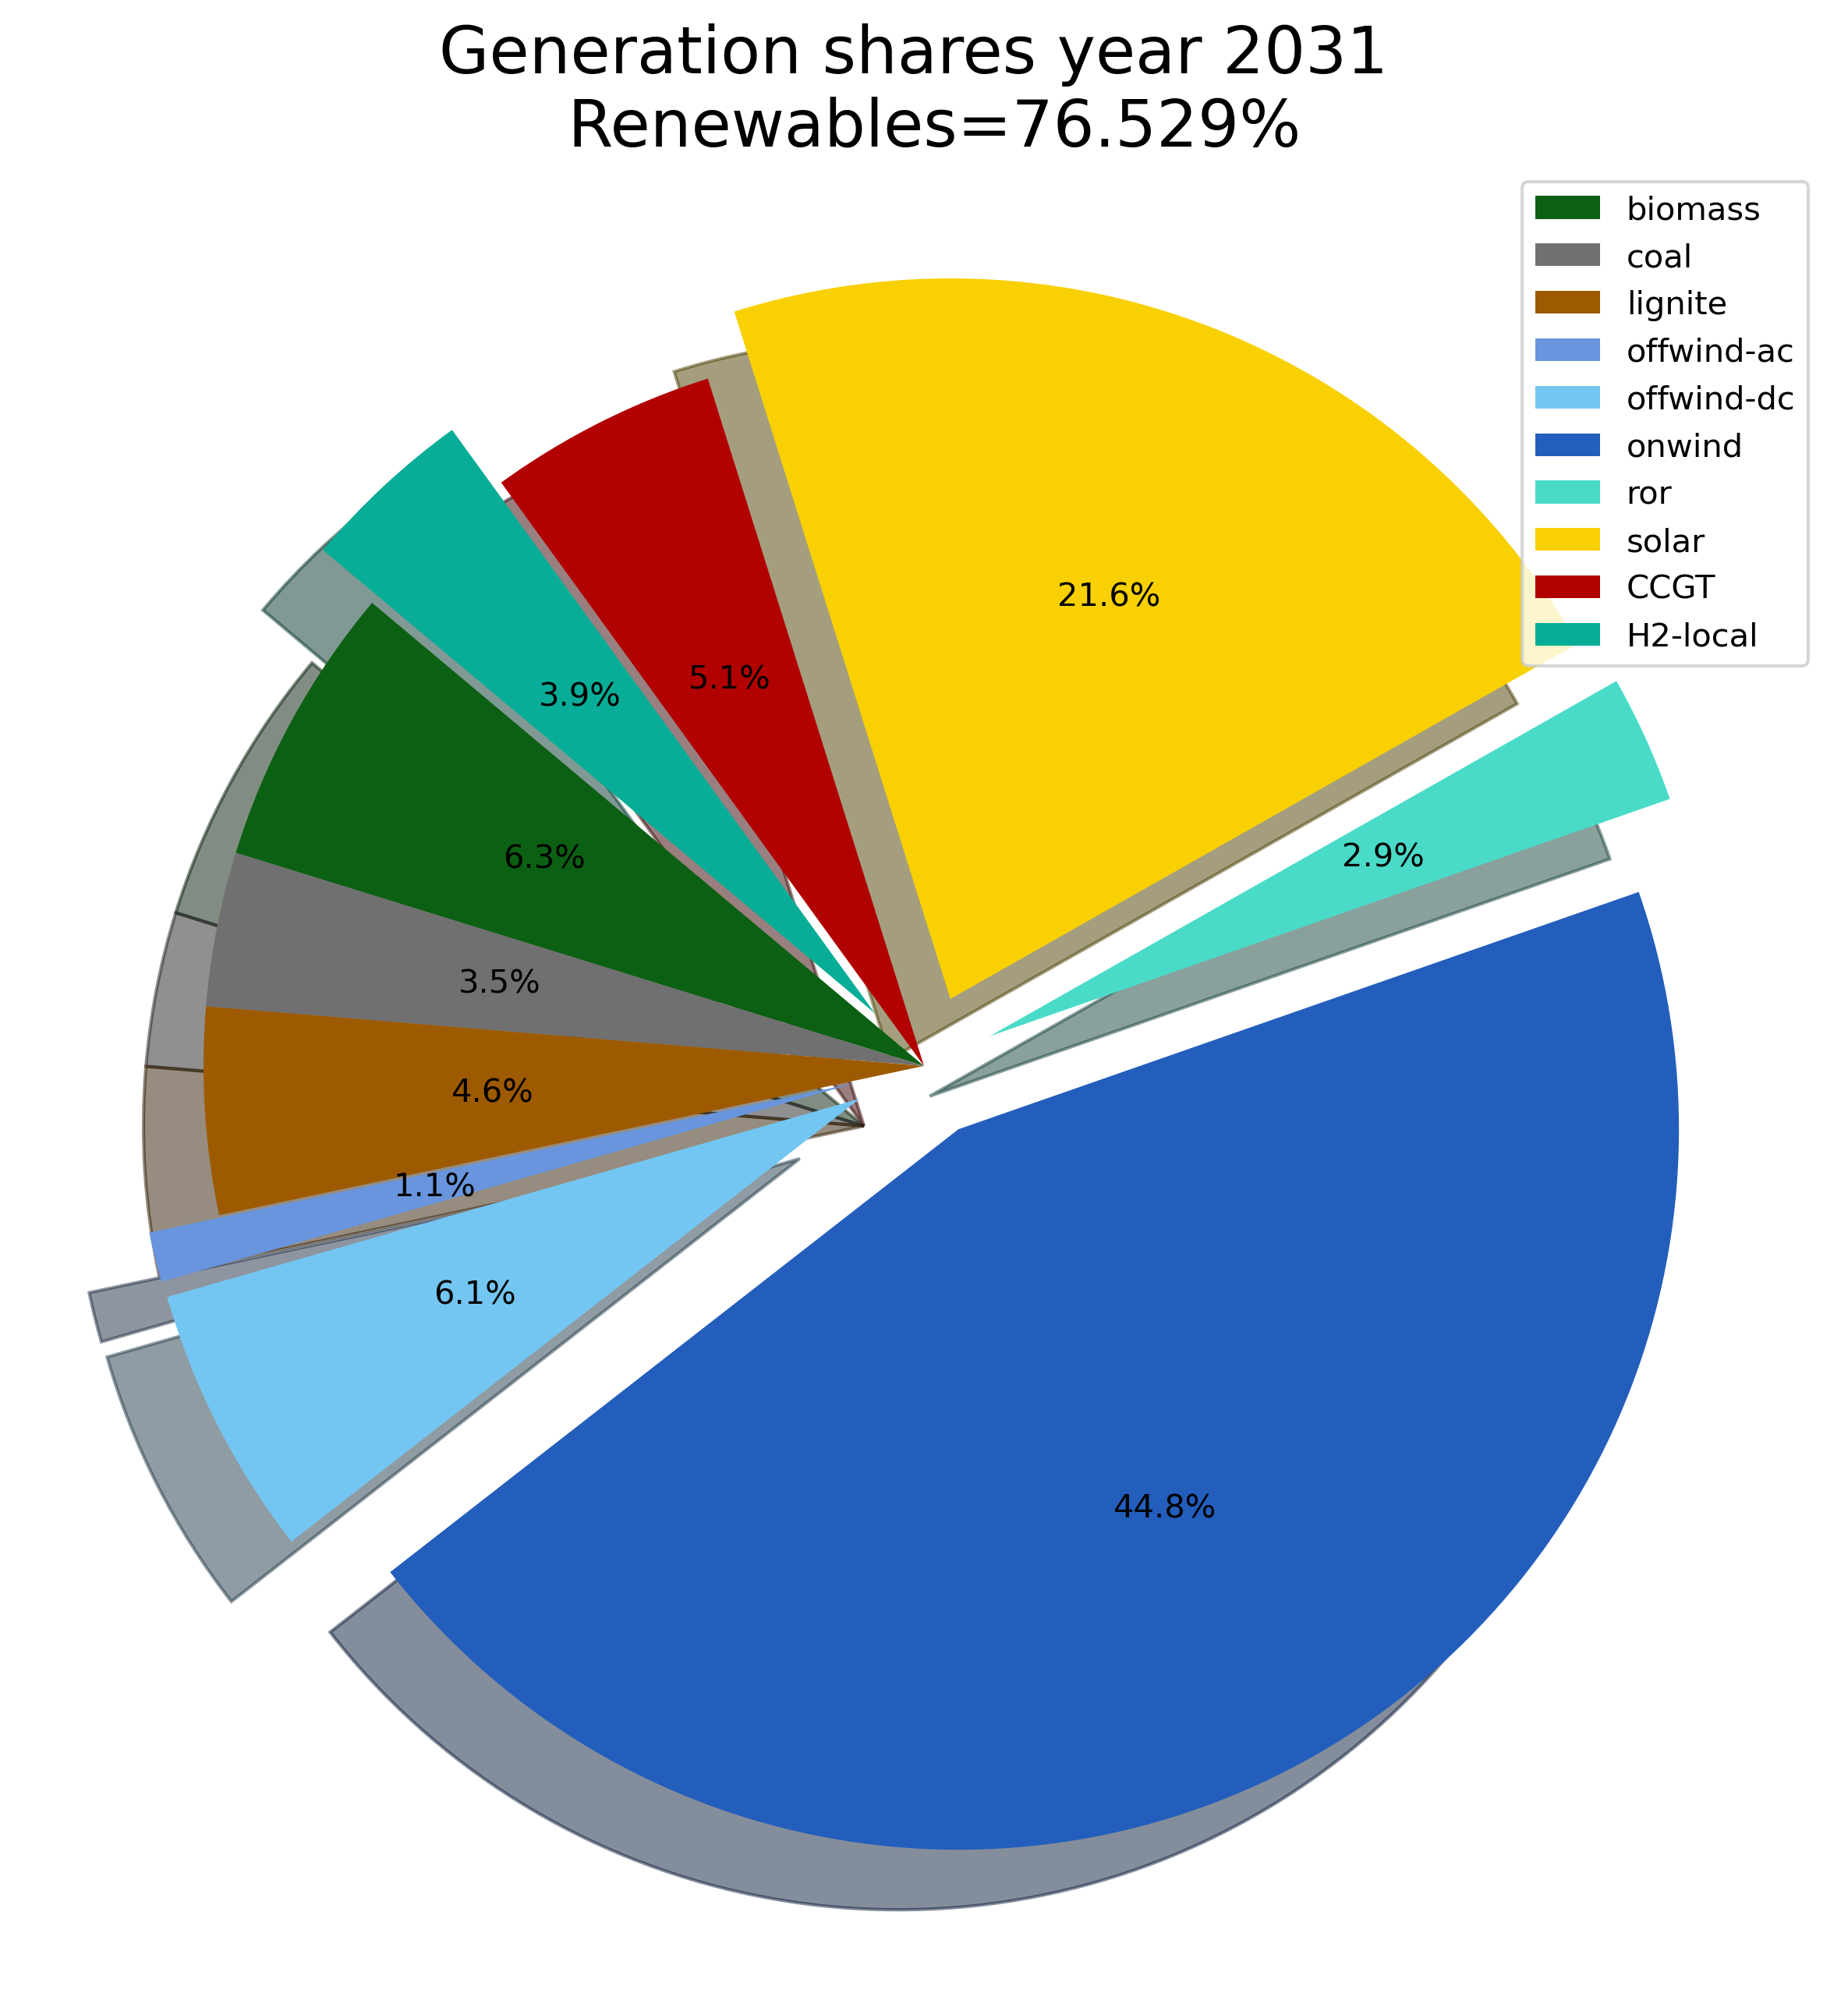 Generation shares year 2031
Renewables=76.529%
biomass
coal
lignite
offwind-ac
offwind-dc
onwind
ror
solar
CCGT
H2-local
21.6%
5.1%
3.9%
2.9%
6.3%
3.5%
4.6%
1.1%
6.1%
44.8%